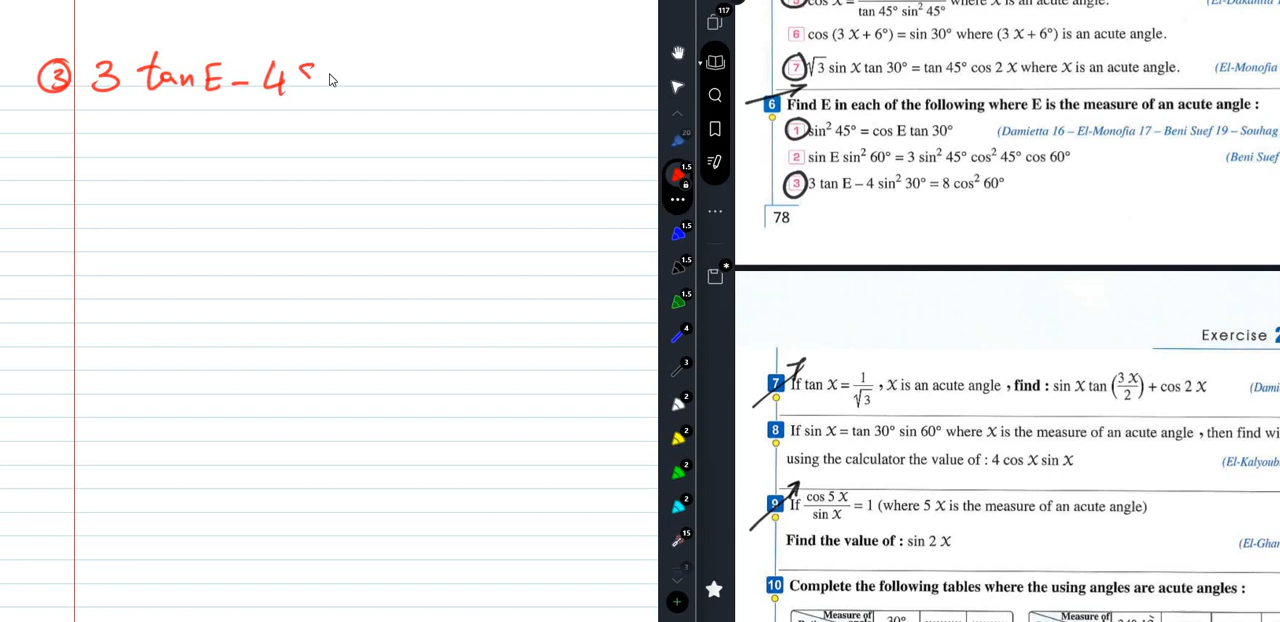 ③ 3 tan E – 4 s
117
20
1.5
1.5
1.5
1.5
4
3
2
2
2
2
15
3
tan 45° sin² 45°
6 cos (3 X + 6°) = sin 30° where (3 X + 6°) is an acute angle.
7 √3 sin X tan 30° = tan 45° cos 2 X where X is an acute angle. (El-Monofia
6 Find E in each of the following where E is the measure of an acute angle :
1 sin² 45° = cos E tan 30° (Damietta 16 – El-Monofia 17 – Beni Suef 19 – Souhag
2 sin E sin² 60° = 3 sin² 45° cos² 45° cos 60° (Beni Suef
3 3 tan E – 4 sin² 30° = 8 cos² 60°
78
Exercise 2
7 If tan X = 1/√3 , X is an acute angle , find : sin X tan (3 X/2) + cos 2 X (Dami
8 If sin X = tan 30° sin 60° where X is the measure of an acute angle , then find wi
using the calculator the value of : 4 cos X sin X (El-Kalyoub
9 If cos 5 X/sin X = 1 (where 5 X is the measure of an acute angle)
Find the value of : sin 2 X (El-Ghar
10 Complete the following tables where the using angles are acute angles :
Measure of 30° Measure of